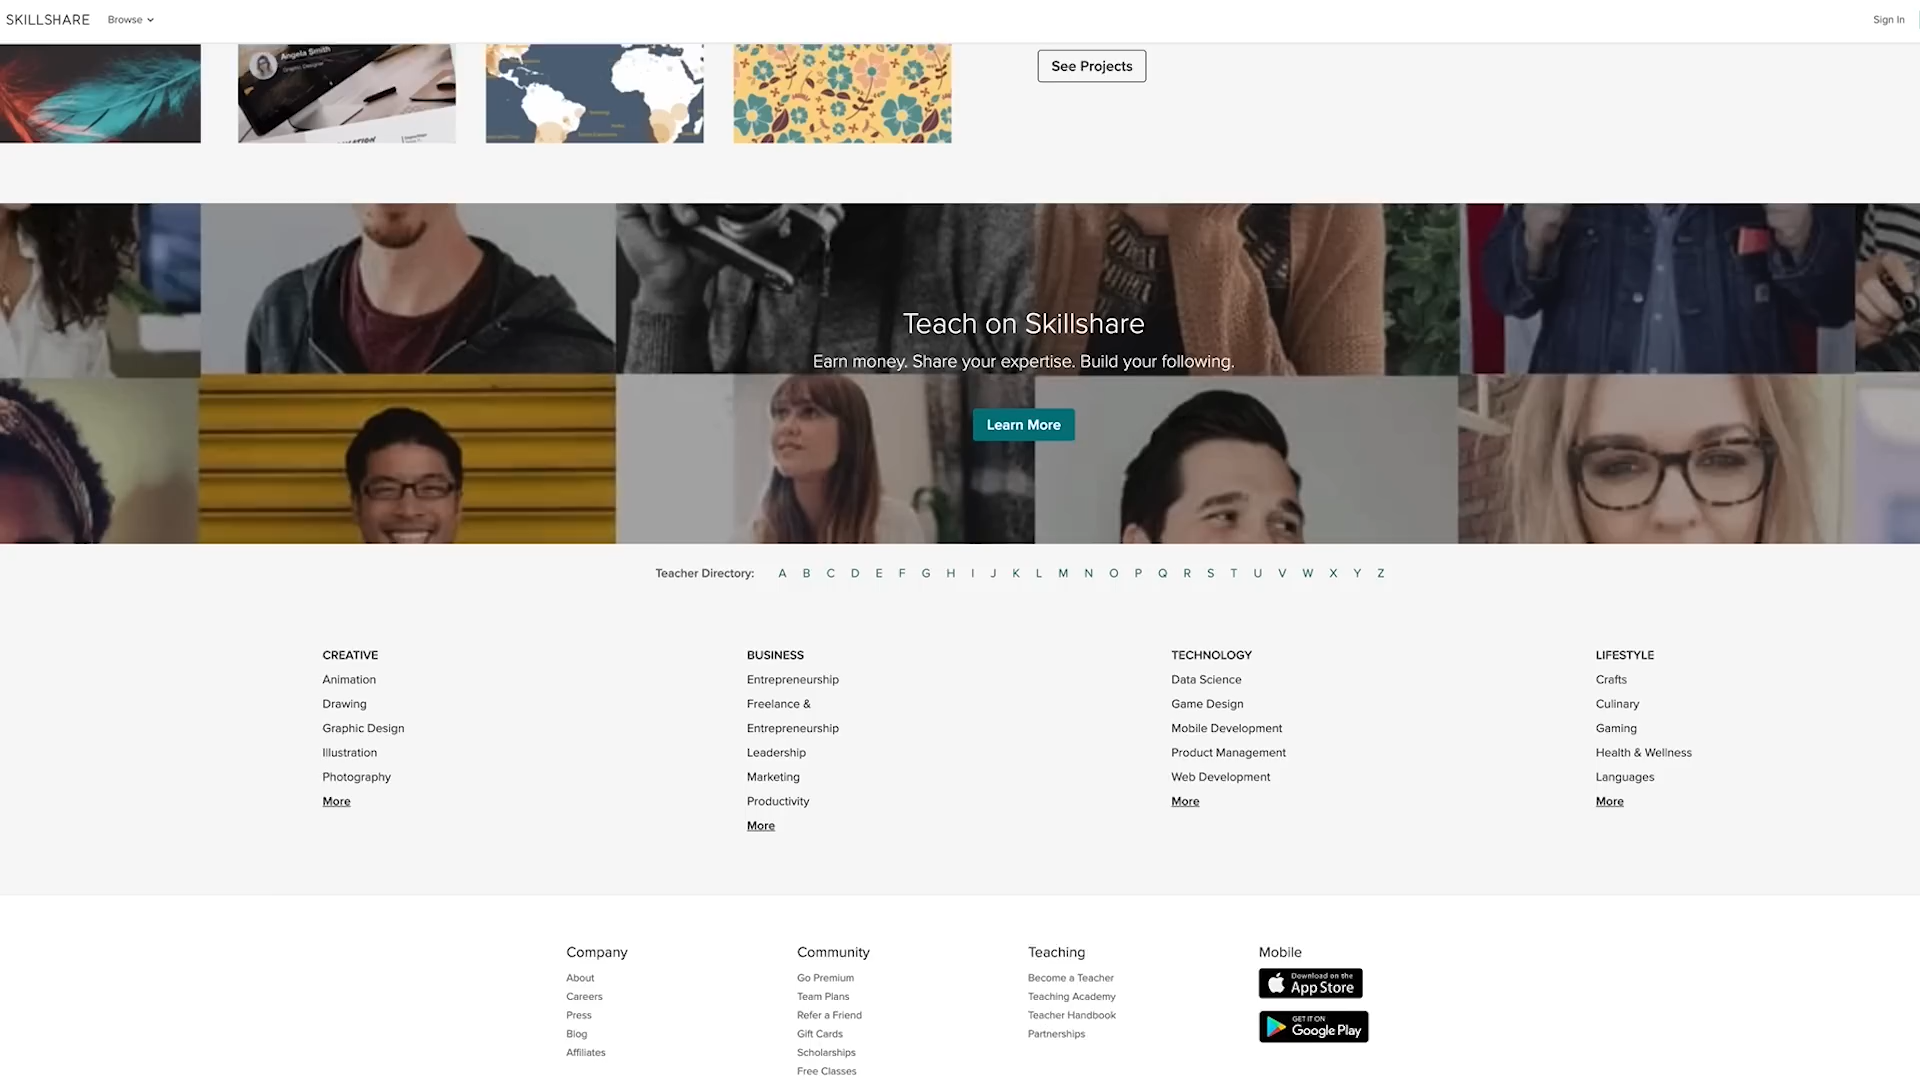 SKILLSHARE Browse Sign In
Angela Smith
Graphic Designer
See Projects
Teach on Skillshare
Earn money. Share your expertise. Build your following.
Learn More
Teacher Directory: A B C D E F G H I J K L M N O P Q R S T U V W X Y Z
CREATIVE
Animation
Drawing
Graphic Design
Illustration
Photography
More
BUSINESS
Entrepreneurship
Freelance &
Entrepreneurship
Leadership
Marketing
Productivity
More
TECHNOLOGY
Data Science
Game Design
Mobile Development
Product Management
Web Development
More
LIFESTYLE
Crafts
Culinary
Gaming
Health & Wellness
Languages
More
Company
About
Careers
Press
Blog
Affiliates
Community
Go Premium
Team Plans
Refer a Friend
Gift Cards
Scholarships
Free Classes
Teaching
Become a Teacher
Teaching Academy
Teacher Handbook
Partnerships
Mobile
Download on the
App Store
GET IT ON
Google Play